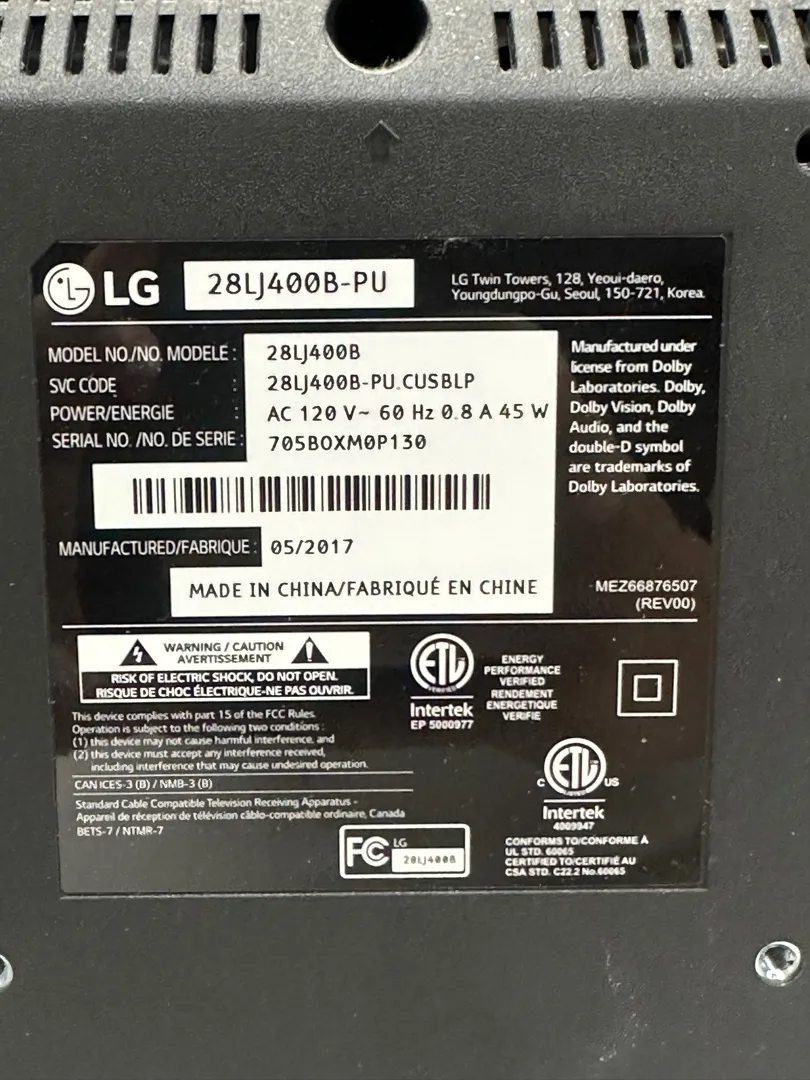 LG
28LJ400B-PU
LG Twin Towers, 128, Yeoui-daero,
Youngdungpo-Gu, Seoul, 150-721, Korea.
MODEL NO./NO. MODELE : 28LJ400B
SVC CODE : 28LJ400B-PU.CUSBLP
POWER/ENERGIE : AC 120 V~ 60 Hz 0.8 A 45 W
SERIAL NO. /NO. DE SERIE : 705BOXM0P130
Manufactured under
license from Dolby
Laboratories. Dolby,
Dolby Vision, Dolby
Audio, and the
double-D symbol
are trademarks of
Dolby Laboratories.
MANUFACTURED/FABRIQUE : 05/2017
MADE IN CHINA/FABRIQUÉ EN CHINE
MEZ66876507
(REV00)
WARNING / CAUTION
AVERTISSEMENT
RISK OF ELECTRIC SHOCK, DO NOT OPEN.
RISQUE DE CHOC ÉLECTRIQUE-NE PAS OUVRIR.
This device complies with part 15 of the FCC Rules.
Operation is subject to the following two conditions :
(1) this device may not cause harmful interference, and
(2) this device must accept any interference received,
including interference that may cause undesired operation.
CAN ICES-3 (B) / NMB-3 (B)
Standard Cable Compatible Television Receiving Apparatus -
Appareil de réception de télévision câblo-compatible ordinaire, Canada
BETS-7 / NTMR-7
FC LG
28LJ400B
ETL
Intertek
EP 5000977
ENERGY
PERFORMANCE
VERIFIED
RENDEMENT
ENERGETIQUE
VERIFIE
C ETL US
Intertek
4009947
CONFORMS TO/CONFORME À
UL STD. 60065
CERTIFIED TO/CERTIFIÉ AU
CSA STD. C22.2 No.60065